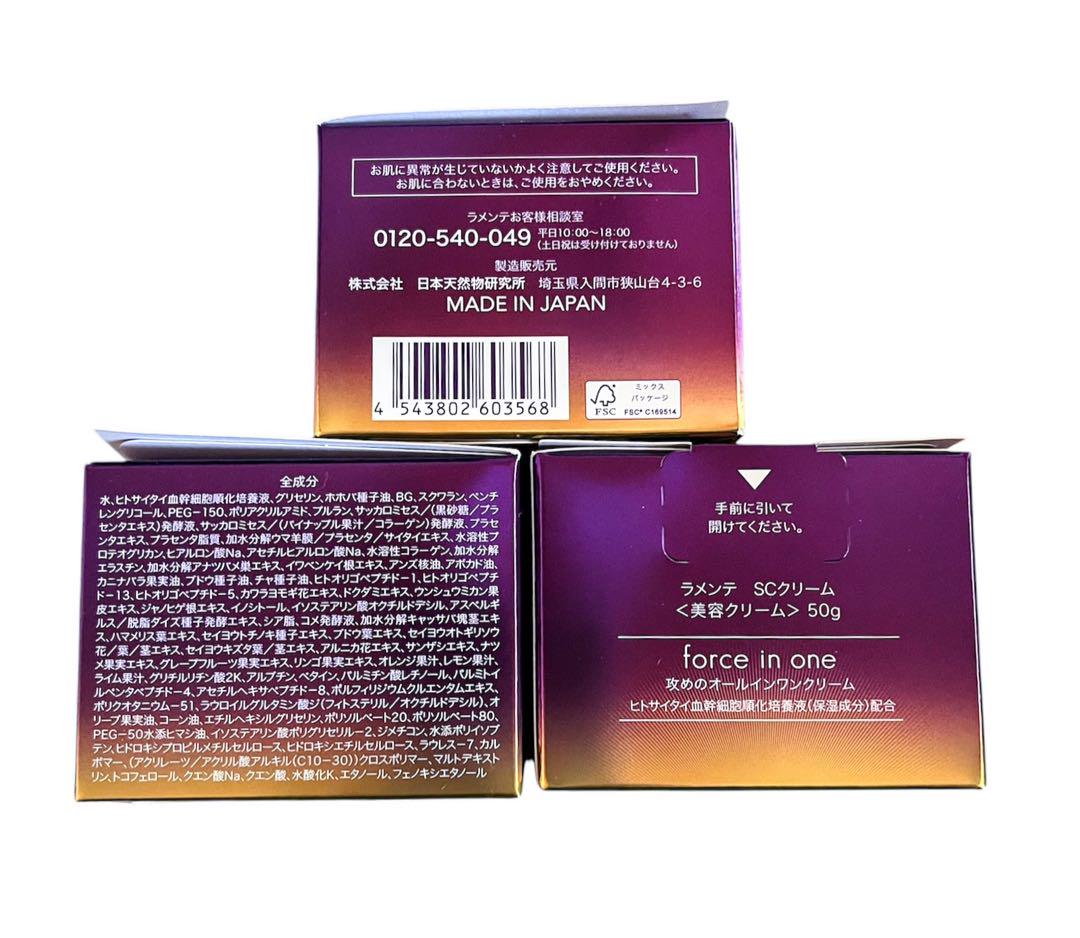 お肌に異常が生じていないかよく注意してご使用ください。
お肌に合わないときは、ご使用をおやめください。
ラメンテお客様相談室
0120-540-049 平日10:00〜18:00
(土日祝は受け付けておりません)
製造販売元
株式会社 日本天然物研究所 埼玉県入間市狭山台4-3-6
MADE IN JAPAN
4 543802 603568
FSC
ミックス
パッケージ
FSC® C169514
全成分
水、ヒトサイタイ血幹細胞順化培養液、グリセリン、ホホバ種子油、BG、スクワラン、ペンチ
レングリコール、PEG-150、ポリアクリルアミド、プルラン、サッカロミセス/(黒砂糖/プラ
センタエキス)発酵液、サッカロミセス/(パイナップル果汁/コラーゲン)発酵液、プラセ
ンタエキス、プラセンタ脂質、加水分解ウマ羊膜/プラセンタ/サイタイエキス、水溶性プ
ロテオグリカン、ヒアルロン酸Na、アセチルヒアルロン酸Na、水溶性コラーゲン、加水分解
エラスチン、加水分解アナツバメ巣エキス、イワベンケイ根エキス、アンズ核油、アボカド油、
カニナバラ果実油、ブドウ種子油、チャ種子油、ヒトオリゴペプチド-1、ヒトオリゴペプチ
ド-13、ヒトオリゴペプチド-5、カワラヨモギ花エキス、ドクダミエキス、ウンシュウミカン果
皮エキス、ジャノヒゲ根エキス、イノシトール、イソステアリン酸オクチルドデシル、アスペルギ
ルス/脱脂ダイズ種子発酵エキス、シア脂、コメ発酵液、加水分解キャッサバ塊茎エキ
ス、ハマメリス葉エキス、セイヨウトチノキ種子エキス、ブドウ葉エキス、セイヨウオトギリソウ
花/葉/茎エキス、セイヨウキズタ葉/茎エキス、アルニカ花エキス、サンザシエキス、ナツ
メ果実エキス、グレープフルーツ果実エキス、リンゴ果実エキス、オレンジ果汁、レモン果汁、
ライム果汁、グリチルリチン酸2K、アルブチン、ベタイン、パルミチン酸レチノール、パルミトイ
ルペンタペプチド-4、アセチルヘキサペプチド-8、ポルフィリジウムクルエンタムエキス、
ポリクオタニウム-51、ラウロイルグルタミン酸ジ(フィトステリル/オクチルドデシル)、オ
リーブ果実油、コーン油、エチルヘキシルグリセリン、ポリソルベート20、ポリソルベート80、
PEG-50水添ヒマシ油、イソステアリン酸ポリグリセリル-2、ジメチコン、水添ポリイソブ
テン、ヒドロキシプロピルメチルセルロース、ヒドロキシエチルセルロース、ラウレス-7、カル
ボマー、(アクリレーツ/アクリル酸アルキル(C10-30))クロスポリマー、マルトデキスト
リン、トコフェロール、クエン酸Na、クエン酸、水酸化K、エタノール、フェノキシエタノール
手前に引いて
開けてください。
ラメンテ SCクリーム
<美容クリーム> 50g
force in one
攻めのオールインワンクリーム
ヒトサイタイ血幹細胞順化培養液(保湿成分)配合